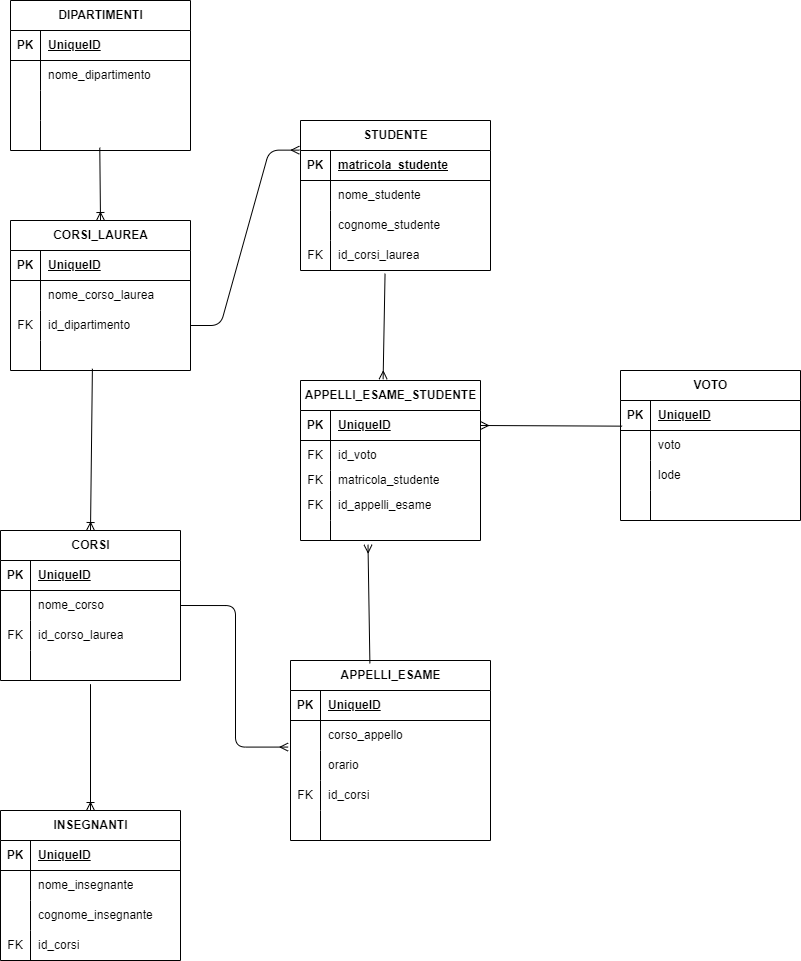 DIPARTIMENTI
PK UniqueID
nome_dipartimento
CORSI_LAUREA
PK UniqueID
nome_corso_laurea
FK id_dipartimento
STUDENTE
PK matricola_studente
nome_studente
cognome_studente
FK id_corsi_laurea
APPELLI_ESAME_STUDENTE
PK UniqueID
FK id_voto
FK matricola_studente
FK id_appelli_esame
VOTO
PK UniqueID
voto
lode
CORSI
PK UniqueID
nome_corso
FK id_corso_laurea
APPELLI_ESAME
PK UniqueID
corso_appello
orario
FK id_corsi
INSEGNANTI
PK UniqueID
nome_insegnante
cognome_insegnante
FK id_corsi